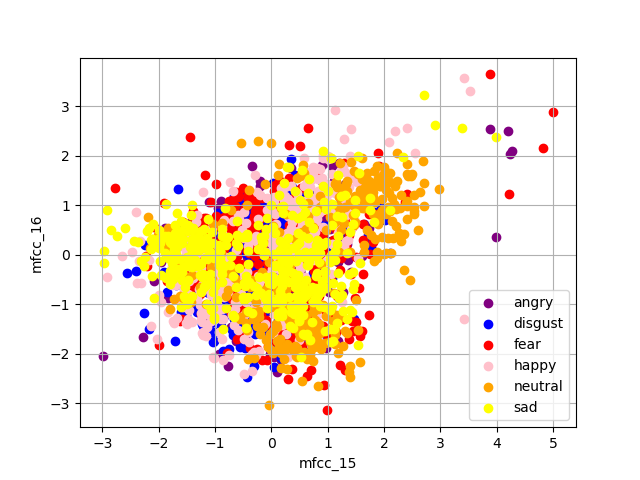 3
2
1
0
−1
−2
−3
mfcc_16
−3 −2 −1 0 1 2 3 4 5
mfcc_15
angry
disgust
fear
happy
neutral
sad